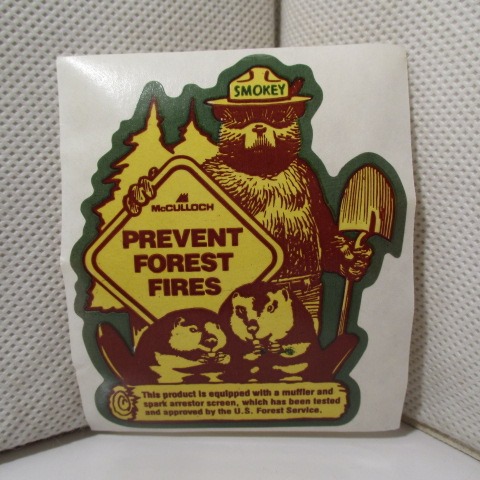 SMOKEY
McCULLOCH
PREVENT
FOREST
FIRES
This product is equipped with a muffler and
spark arrestor screen, which has been tested
and approved by the U.S. Forest Service.